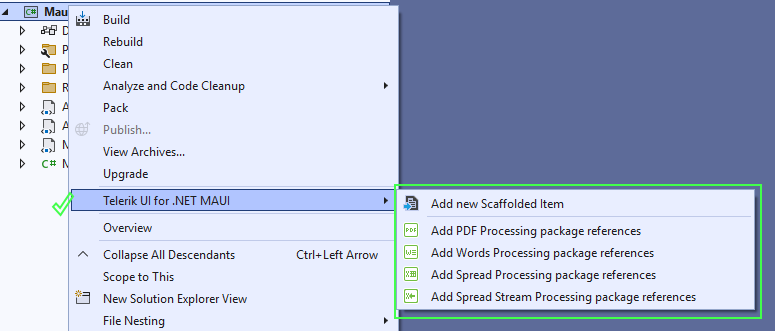 C# Mau
Build
Rebuild
Clean
Analyze and Code Cleanup
Pack
Publish...
View Archives...
Upgrade
Telerik UI for .NET MAUI
Overview
Collapse All Descendants Ctrl+Left Arrow
Scope to This
New Solution Explorer View
File Nesting
Add new Scaffolded Item
PDF Add PDF Processing package references
W Add Words Processing package references
X Add Spread Processing package references
X Add Spread Stream Processing package references
D
P
P
R
A
A
M
C# M